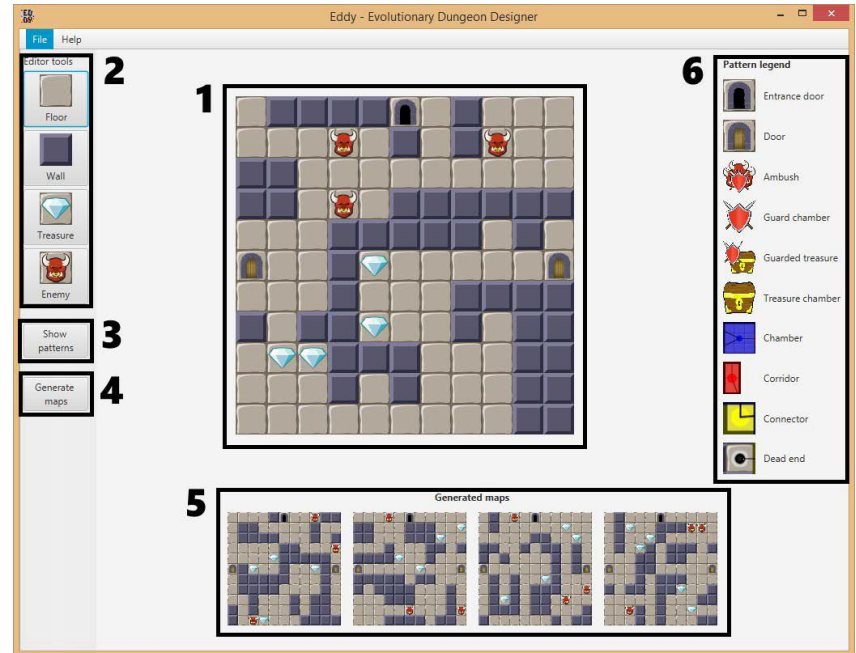 Eddy - Evolutionary Dungeon Designer
File Help
Editor tools
2
Floor
Wall
Treasure
Enemy
Show
patterns
3
Generate
maps
4
1
5
Generated maps
6
Pattern legend
Entrance door
Door
Ambush
Guard chamber
Guarded treasure
Treasure chamber
Chamber
Corridor
Connector
Dead end